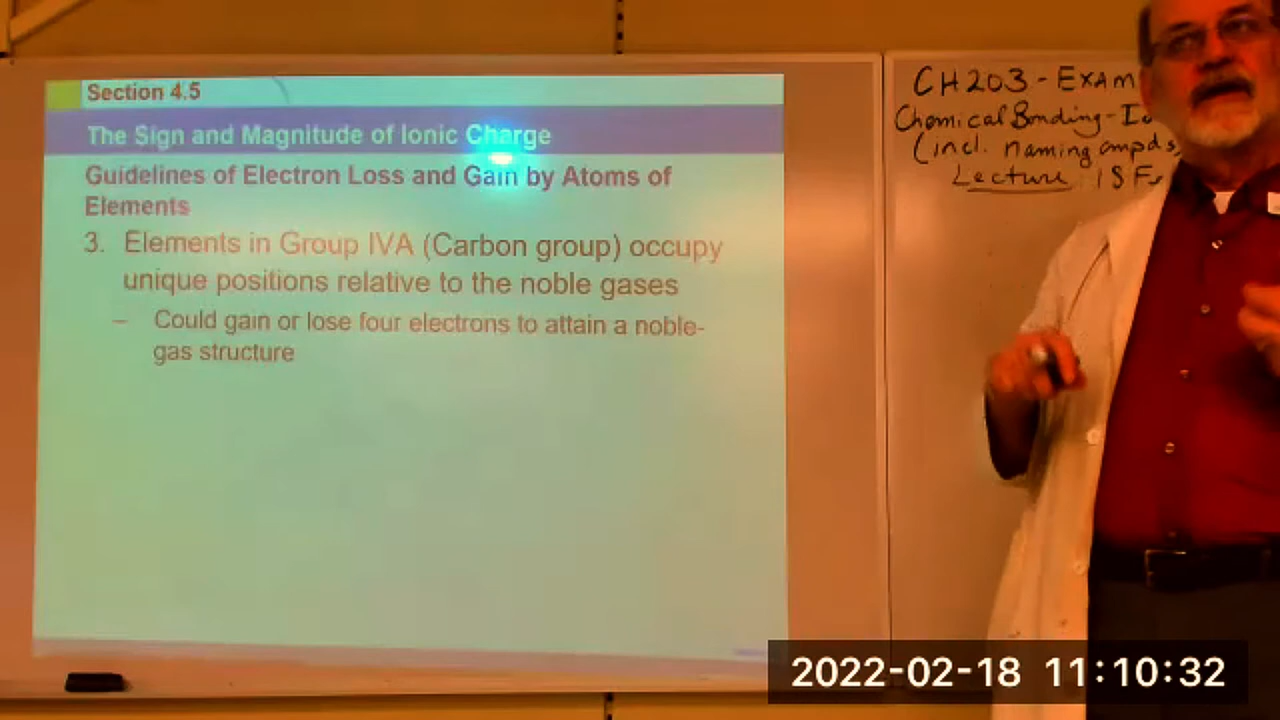 Section 4.5
The Sign and Magnitude of Ionic Charge
Guidelines of Electron Loss and Gain by Atoms of
Elements
3. Elements in Group IVA (Carbon group) occupy
unique positions relative to the noble gases
– Could gain or lose four electrons to attain a noble-
gas structure
CH203-EXAM
Chemical Bonding-
(incl. naming cmpds
Lecture 18
2022-02-18 11:10:32